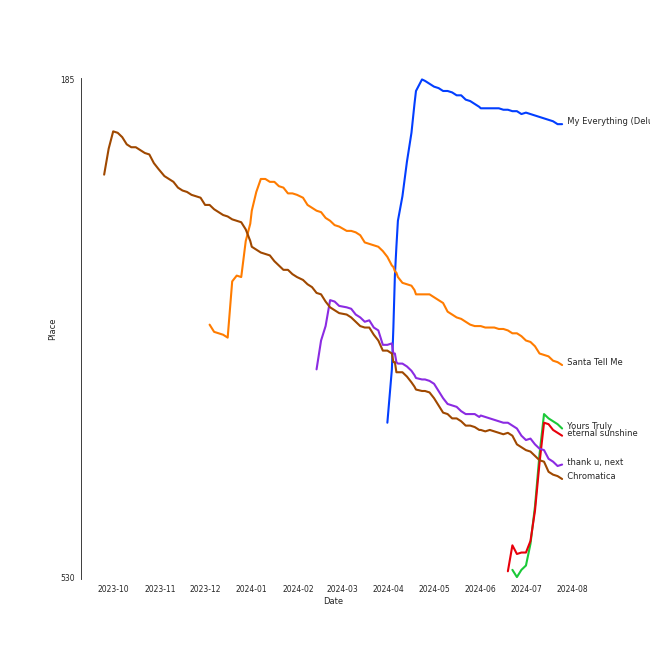 185
My Everything (Delu
Place
Santa Tell Me
Yours Truly
eternal sunshine
thank u, next
Chromatica
530
2023-10 2023-11 2023-12 2024-01 2024-02 2024-03 2024-04 2024-05 2024-06 2024-07 2024-08
Date